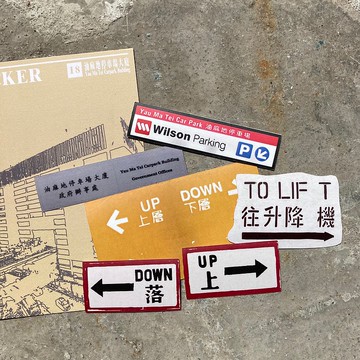 KER
18 油麻地停車場大廈
Yau Ma Tei Carpark Building
Yau Ma Tei Car Park 油麻地停車場
Wilson Parking P
Yau Ma Tei Carpark Building
Government Offices
油麻地停車場大廈
政府辦事處
UP
上層
DOWN
下層
TO LIF T
往升降 機
DOWN
落
UP
上